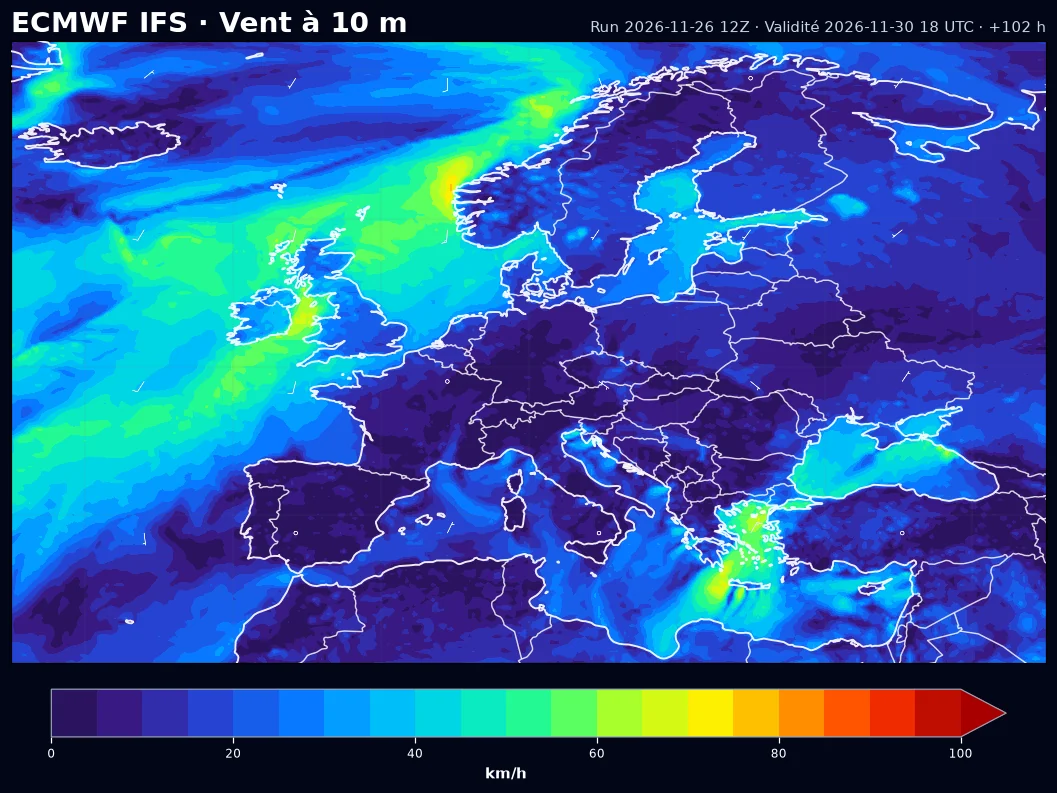 ECMWF IFS · Vent à 10 m
Run 2026-11-26 12Z · Validité 2026-11-30 18 UTC · +102 h
0 20 40 60 80 100
km/h